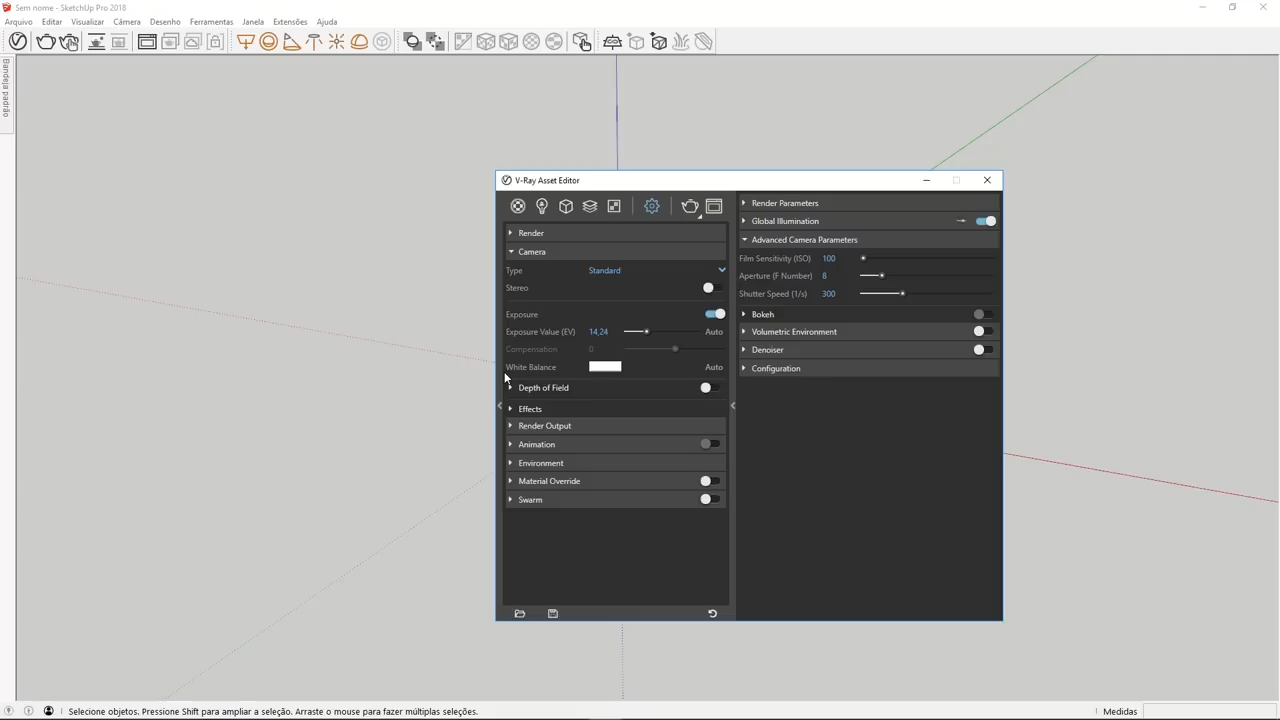 Sem nome - SketchUp Pro 2018
Arquivo Editar Visualizar Câmera Desenho Ferramentas Janela Extensões Ajuda
Bandeja padrão
V-Ray Asset Editor
Render
Camera
Type Standard
Stereo
Exposure
Exposure Value (EV) 14,24 Auto
Compensation 0
White Balance Auto
Depth of Field
Effects
Render Output
Animation
Environment
Material Override
Swarm
Render Parameters
Global Illumination
Advanced Camera Parameters
Film Sensitivity (ISO) 100
Aperture (F Number) 8
Shutter Speed (1/s) 300
Bokeh
Volumetric Environment
Denoiser
Configuration
Selecione objetos. Pressione Shift para ampliar a seleção. Arraste o mouse para fazer múltiplas seleções. Medidas